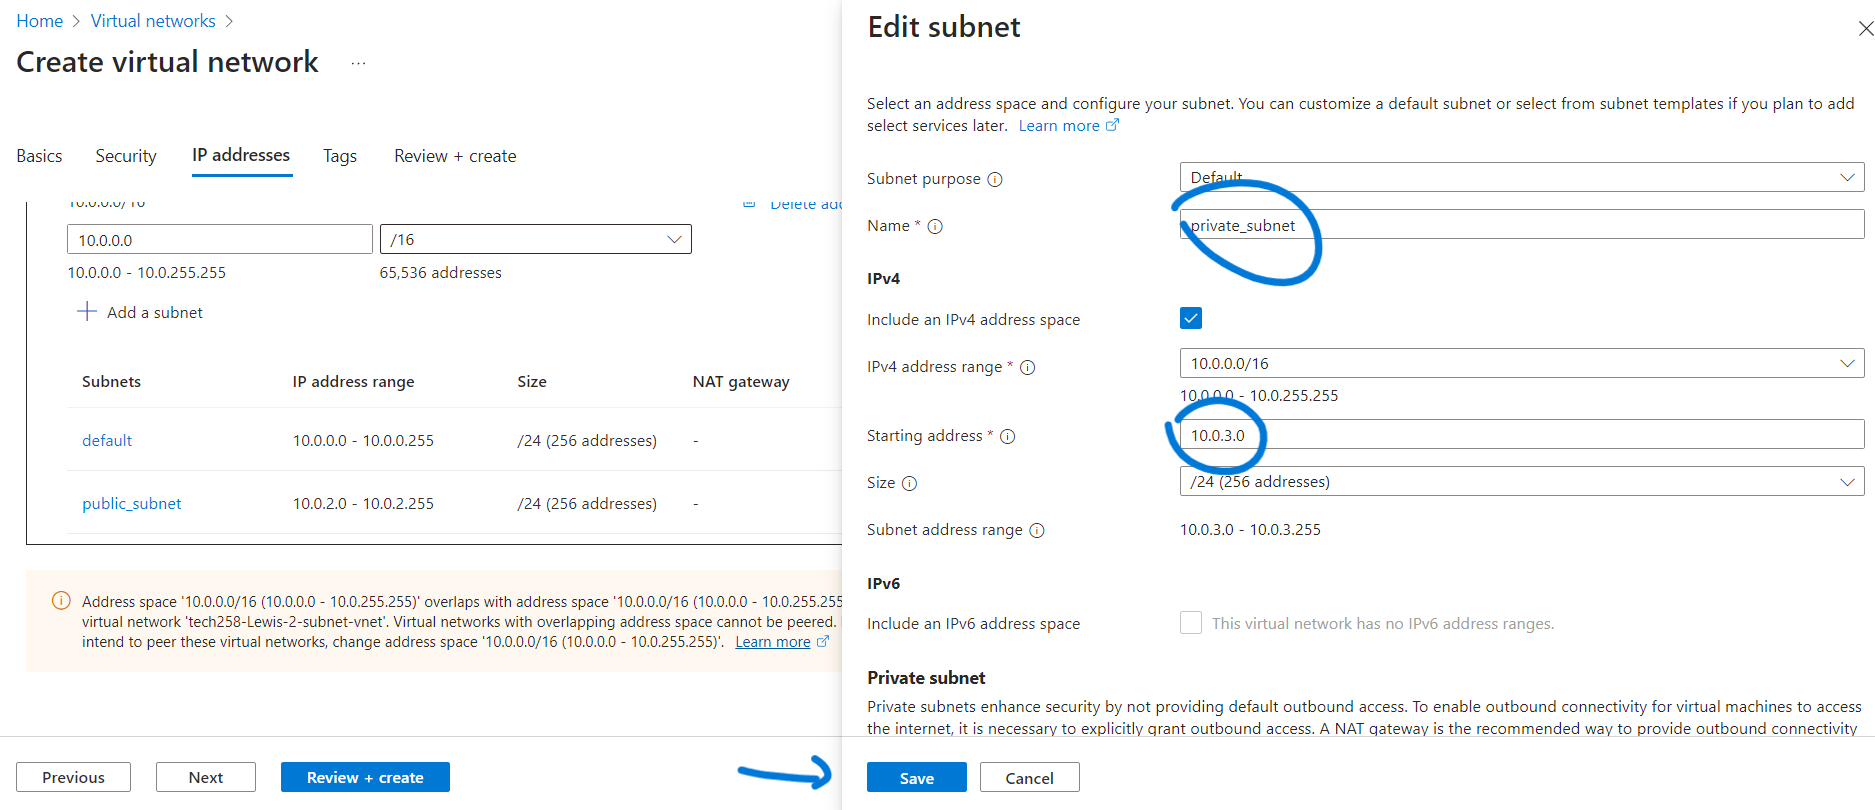 Home > Virtual networks >
Create virtual network ...
Basics Security IP addresses Tags Review + create
10.0.0.0/16 Delete add
10.0.0.0 /16
10.0.0.0 - 10.0.255.255 65,536 addresses
+ Add a subnet
Subnets IP address range Size NAT gateway
default 10.0.0.0 - 10.0.0.255 /24 (256 addresses) -
public_subnet 10.0.2.0 - 10.0.2.255 /24 (256 addresses) -
Address space '10.0.0.0/16 (10.0.0.0 - 10.0.255.255)' overlaps with address space '10.0.0.0/16 (10.0.0.0 - 10.0.255.255
virtual network 'tech258-Lewis-2-subnet-vnet'. Virtual networks with overlapping address space cannot be peered.
intend to peer these virtual networks, change address space '10.0.0.0/16 (10.0.0.0 - 10.0.255.255)'. Learn more
Previous Next Review + create
Edit subnet
Select an address space and configure your subnet. You can customize a default subnet or select from subnet templates if you plan to add
select services later. Learn more
Subnet purpose Default
Name * private_subnet
IPv4
Include an IPv4 address space
IPv4 address range * 10.0.0.0/16
10.0.0.0 - 10.0.255.255
Starting address * 10.0.3.0
Size /24 (256 addresses)
Subnet address range 10.0.3.0 - 10.0.3.255
IPv6
Include an IPv6 address space This virtual network has no IPv6 address ranges.
Private subnet
Private subnets enhance security by not providing default outbound access. To enable outbound connectivity for virtual machines to access
the internet, it is necessary to explicitly grant outbound access. A NAT gateway is the recommended way to provide outbound connectivity
Save Cancel